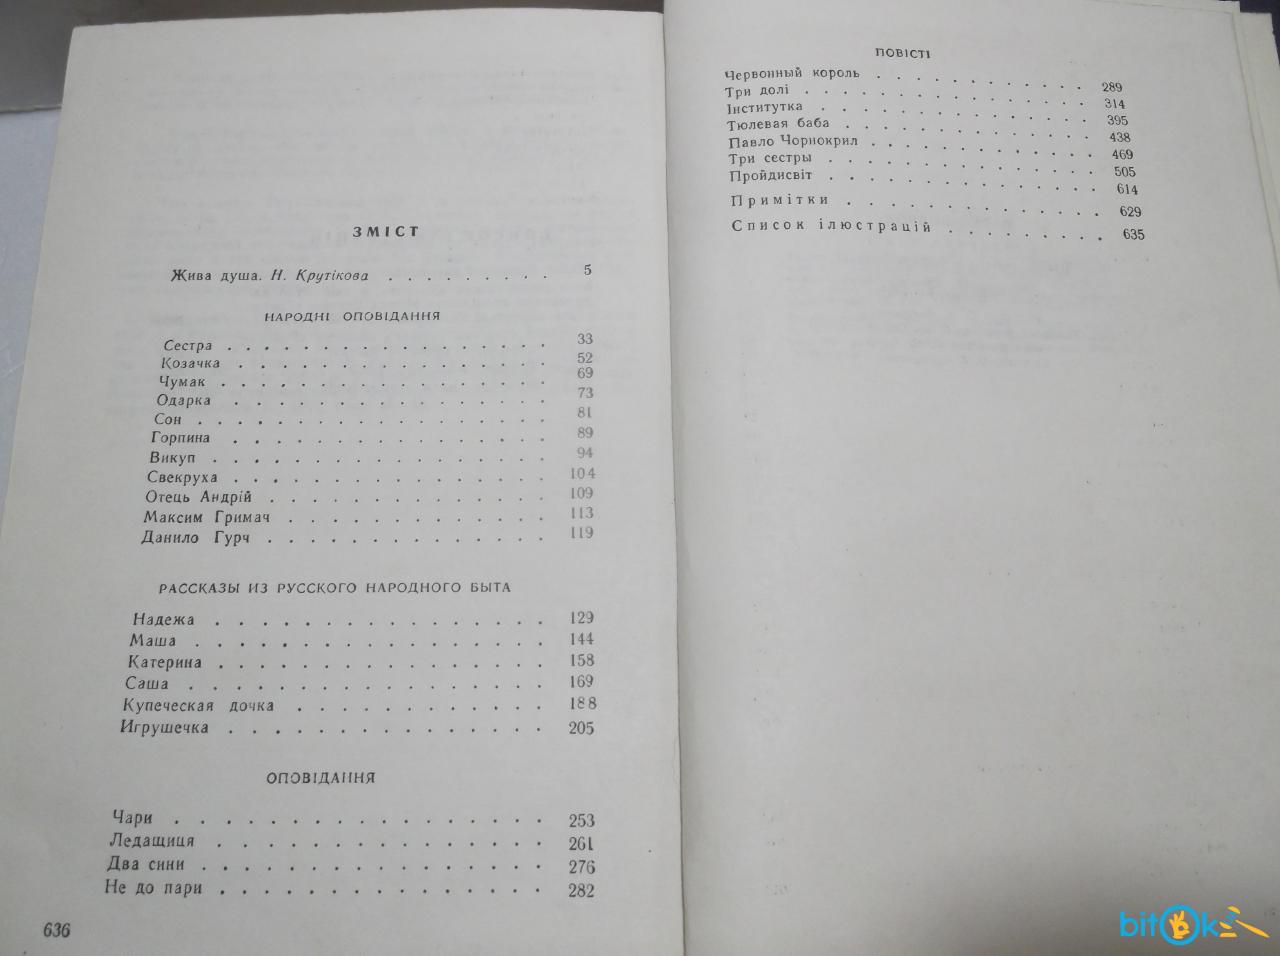 ЗМІСТ
Жива душа. Н. Крутікова . . . . . . . . . 5
НАРОДНІ ОПОВІДАННЯ
Сестра . . . . . . . . . . . . . . . . 33
Козачка . . . . . . . . . . . . . . . 52
Чумак . . . . . . . . . . . . . . . . 69
Одарка . . . . . . . . . . . . . . . 73
Сон . . . . . . . . . . . . . . . . . 81
Горпина . . . . . . . . . . . . . . . 89
Викуп . . . . . . . . . . . . . . . . 94
Свекруха . . . . . . . . . . . . . . . 104
Отець Андрій . . . . . . . . . . . . . 109
Максим Гримач . . . . . . . . . . . . 113
Данило Гурч . . . . . . . . . . . . . 119
РАССКАЗЫ ИЗ РУССКОГО НАРОДНОГО БЫТА
Надежа . . . . . . . . . . . . . . . 129
Маша . . . . . . . . . . . . . . . . 144
Катерина . . . . . . . . . . . . . . . 158
Саша . . . . . . . . . . . . . . . . 169
Купеческая дочка . . . . . . . . . . . 188
Игрушечка . . . . . . . . . . . . . . 205
ОПОВІДАННЯ
Чари . . . . . . . . . . . . . . . . 253
Ледащиця . . . . . . . . . . . . . . 261
Два сини . . . . . . . . . . . . . . . 276
Не до пари . . . . . . . . . . . . . . 282
636
ПОВІСТІ
Червонный король . . . . . . . . . . . 289
Три долі . . . . . . . . . . . . . . . 314
Інститутка . . . . . . . . . . . . . . 395
Тюлевая баба . . . . . . . . . . . . . 438
Павло Чорнокрил . . . . . . . . . . . 469
Три сестры . . . . . . . . . . . . . . 505
Пройдисвіт . . . . . . . . . . . . . . 614
Примітки . . . . . . . . . . . . . . 629
Список ілюстрацій . . . . . . . . . 635
bitok